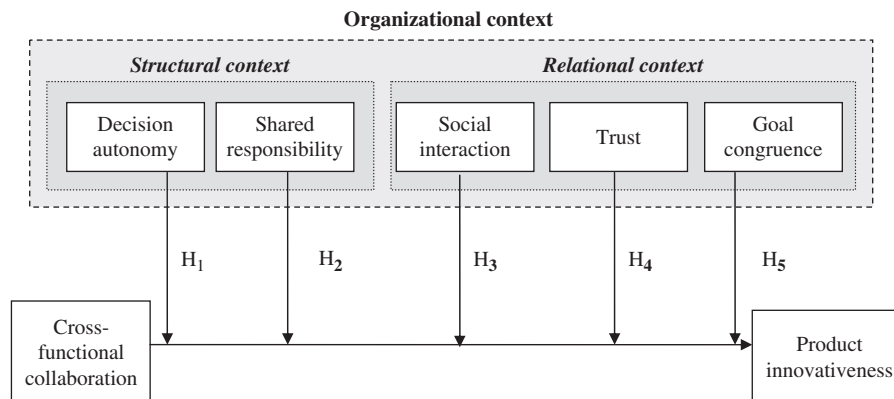 Organizational context
Structural context
Relational context
Decision
autonomy
Shared
responsibility
Social
interaction
Trust
Goal
congruence
H1
H2
H3
H4
H5
Cross-
functional
collaboration
Product
innovativeness